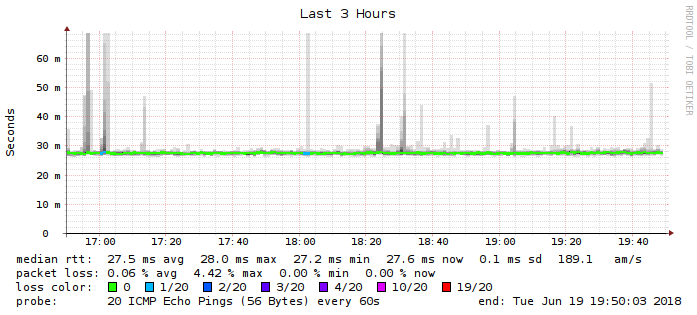 Last 3 Hours
RRDTOOL / TOBI OETIKER
Seconds
60 m
50 m
40 m
30 m
20 m
10 m
0
17:00 17:20 17:40 18:00 18:20 18:40 19:00 19:20 19:40
median rtt: 27.5 ms avg 28.0 ms max 27.2 ms min 27.6 ms now 0.1 ms sd 189.1 am/s
packet loss: 0.06 % avg 4.42 % max 0.00 % min 0.00 % now
loss color: 0 1/20 2/20 3/20 4/20 10/20 19/20
probe: 20 ICMP Echo Pings (56 Bytes) every 60s end: Tue Jun 19 19:50:03 2018